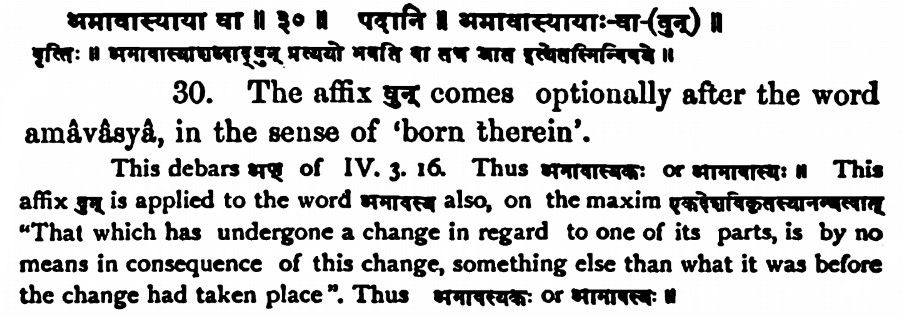 अमावास्याया वा ॥ ३० ॥ पदानि ॥ अमावास्यायाः-वा-(वुन्) ॥
वृत्तिः ॥ अमावास्याशब्दाद्वुन् प्रत्ययो भवति वा तत्र जात इत्येतस्मिन्विषये ॥
30. The affix वुन् comes optionally after the word
amâvâsyâ, in the sense of ‘born therein’.
This debars अण् of IV. 3. 16. Thus अमावास्यकः or आमावास्यः ॥ This
affix वुन् is applied to the word अमावस्य also, on the maxim एकदेशविकृतस्यानन्यत्वात्
“That which has undergone a change in regard to one of its parts, is by no
means in consequence of this change, something else than what it was before
the change had taken place”. Thus अमावस्यकः or आमावस्यः ॥